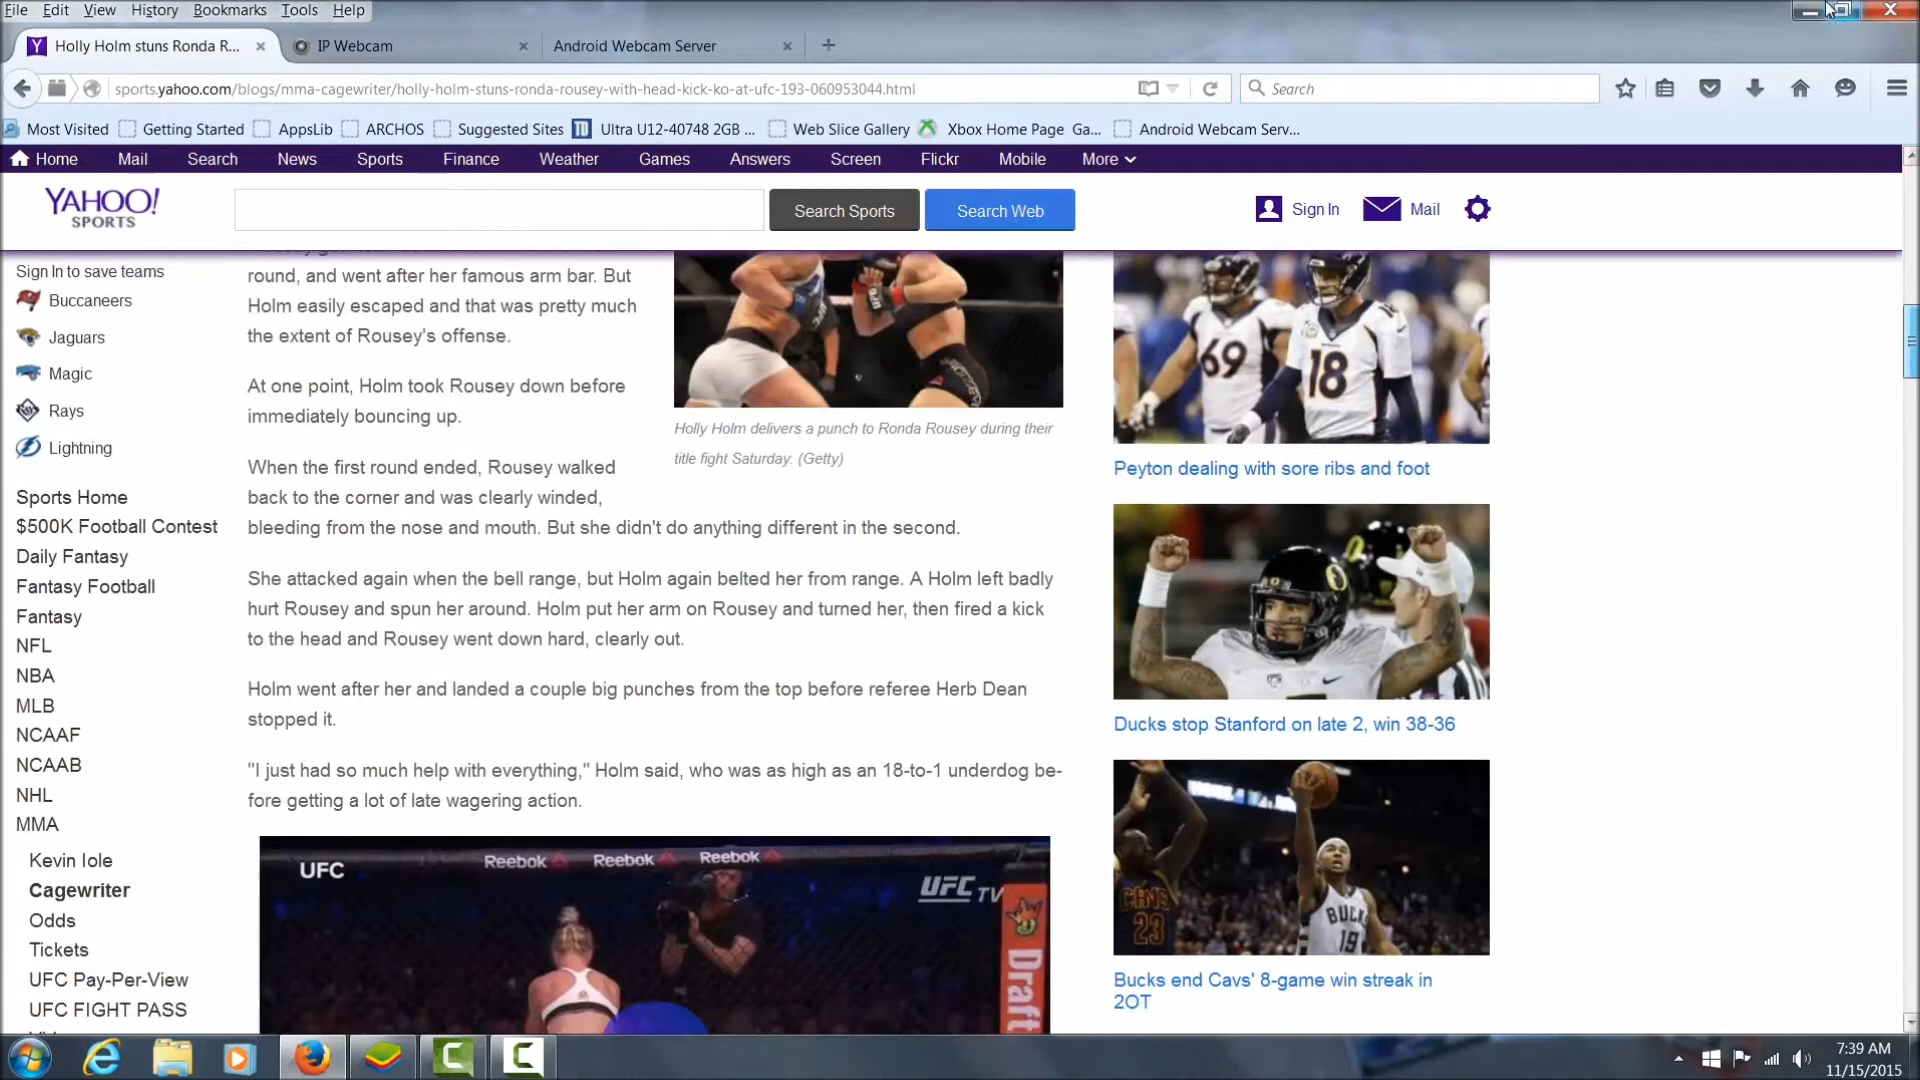 File Edit View History Bookmarks Tools Help
Holly Holm stuns Ronda R...
IP Webcam
Android Webcam Server
sports.yahoo.com/blogs/mma-cagewriter/holly-holm-stuns-ronda-rousey-with-head-kick-ko-at-ufc-193-060953044.html
Search
Most Visited Getting Started AppsLib ARCHOS Suggested Sites Ultra U12-40748 2GB ... Web Slice Gallery Xbox Home Page Ga... Android Webcam Serv...
Home Mail Search News Sports Finance Weather Games Answers Screen Flickr Mobile More
YAHOO!
SPORTS
Search Sports
Search Web
Sign In
Mail
Sign In to save teams
Buccaneers
Jaguars
Magic
Rays
Lightning
Sports Home
$500K Football Contest
Daily Fantasy
Fantasy Football
Fantasy
NFL
NBA
MLB
NCAAF
NCAAB
NHL
MMA
Kevin Iole
Cagewriter
Odds
Tickets
UFC Pay-Per-View
UFC FIGHT PASS
round, and went after her famous arm bar. But
Holm easily escaped and that was pretty much
the extent of Rousey's offense.
At one point, Holm took Rousey down before
immediately bouncing up.
When the first round ended, Rousey walked
back to the corner and was clearly winded,
bleeding from the nose and mouth. But she didn't do anything different in the second.
She attacked again when the bell range, but Holm again belted her from range. A Holm left badly
hurt Rousey and spun her around. Holm put her arm on Rousey and turned her, then fired a kick
to the head and Rousey went down hard, clearly out.
Holm went after her and landed a couple big punches from the top before referee Herb Dean
stopped it.
"I just had so much help with everything," Holm said, who was as high as an 18-to-1 underdog be-
fore getting a lot of late wagering action.
Holly Holm delivers a punch to Ronda Rousey during their
title fight Saturday. (Getty)
UFC
Reebok Reebok Reebok
UFC TV
Draft
69
18
Peyton dealing with sore ribs and foot
Ducks stop Stanford on late 2, win 38-36
CAVS
23
BUCK
19
Bucks end Cavs' 8-game win streak in
2OT
7:39 AM
11/15/2015